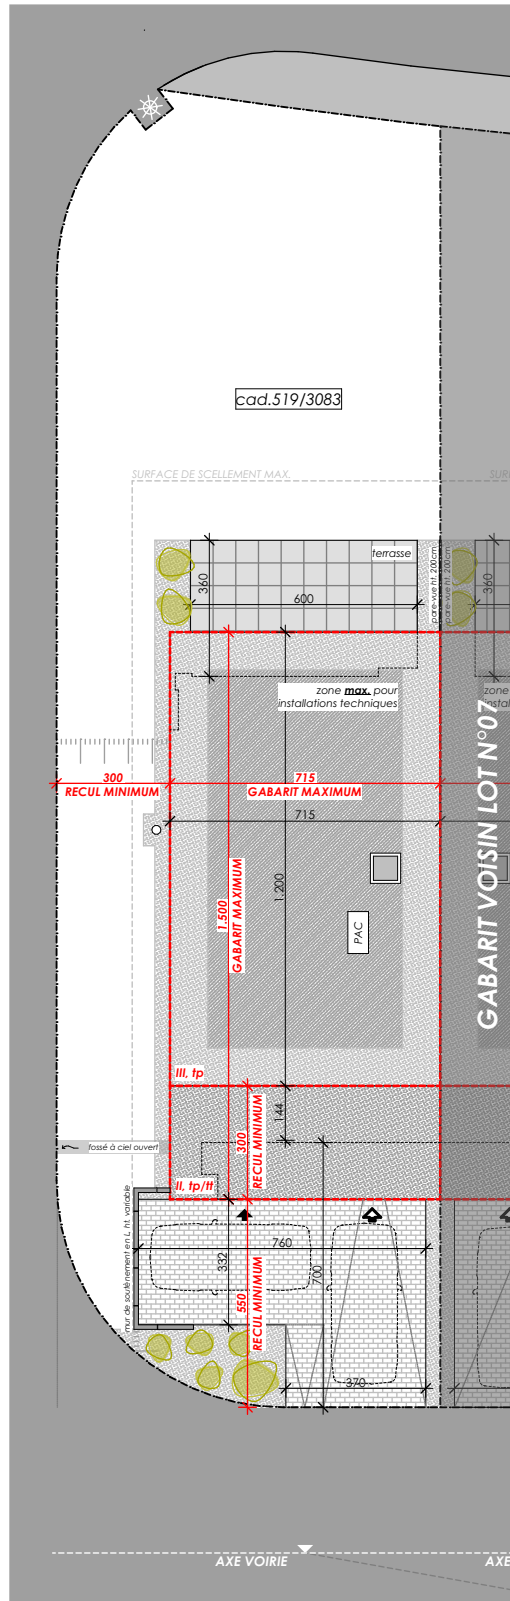 cad.519/3083
SURFACE DE SCELLEMENT MAX.
SUR
terrasse
360
600
pare-vue ht. 200cm
pare-vue ht. 200cm
360
zone max. pour
installations techniques
zone
instal
GABARIT VOISIN LOT N°07
300
RECUL MINIMUM
715
GABARIT MAXIMUM
715
1.500
GABARIT MAXIMUM
1.200
PAC
III, tp
144
300
RECUL MINIMUM
fossé à ciel ouvert
II, tp/tt
mur de soutènement en L, ht. variable
760
332
700
550
RECUL MINIMUM
370
AXE VOIRIE
AXE